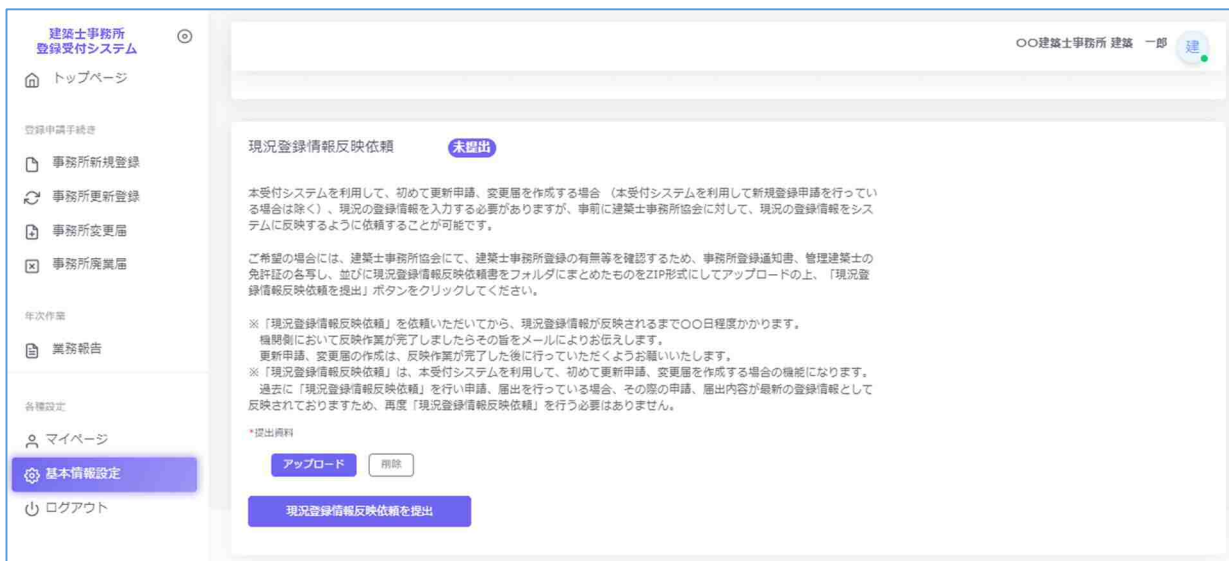 建築士事務所
登録受付システム
トップページ
登録申請手続き
事務所新規登録
事務所更新登録
事務所変更届
事務所廃業届
年次作業
業務報告
各種設定
マイページ
基本情報設定
ログアウト
〇〇建築士事務所 建築 一郎
建
現況登録情報反映依頼 未提出
本受付システムを利用して、初めて更新申請、変更届を作成する場合 （本受付システムを利用して新規登録申請を行ってい
る場合は除く）、現況の登録情報を入力する必要がありますが、事前に建築士事務所協会に対して、現況の登録情報をシス
テムに反映するように依頼することが可能です。
ご希望の場合には、建築士事務所協会にて、建築士事務所登録の有無等を確認するため、事務所登録通知書、管理建築士の
免許証の各写し、並びに現況登録情報反映依頼書をフォルダにまとめたものをZIP形式にしてアップロードの上、「現況登
録情報反映依頼を提出」ボタンをクリックしてください。
※「現況登録情報反映依頼」を依頼いただいてから、現況登録情報が反映されるまで〇〇日程度かかります。
機関側において反映作業が完了しましたらその旨をメールによりお伝えします。
更新申請、変更届の作成は、反映作業が完了した後に行っていただくようお願いいたします。
※「現況登録情報反映依頼」は、本受付システムを利用して、初めて更新申請、変更届を作成する場合の機能になります。
過去に「現況登録情報反映依頼」を行い申請、届出を行っている場合、その際の申請、届出内容が最新の登録情報として
反映されておりますため、再度「現況登録情報反映依頼」を行う必要はありません。
*提出資料
アップロード 削除
現況登録情報反映依頼を提出